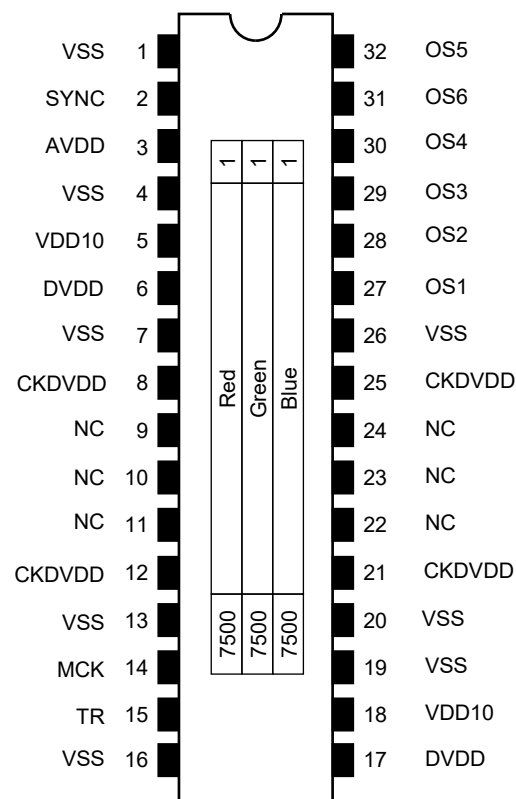 VSS 1 32 OS5
SYNC 2 31 OS6
AVDD 3 30 OS4
VSS 4 29 OS3
VDD10 5 28 OS2
DVDD 6 27 OS1
VSS 7 26 VSS
CKDVDD 8 25 CKDVDD
NC 9 24 NC
NC 10 23 NC
NC 11 22 NC
CKDVDD 12 21 CKDVDD
VSS 13 20 VSS
MCK 14 19 VSS
TR 15 18 VDD10
VSS 16 17 DVDD
1 1 1
Red Green Blue
7500 7500 7500